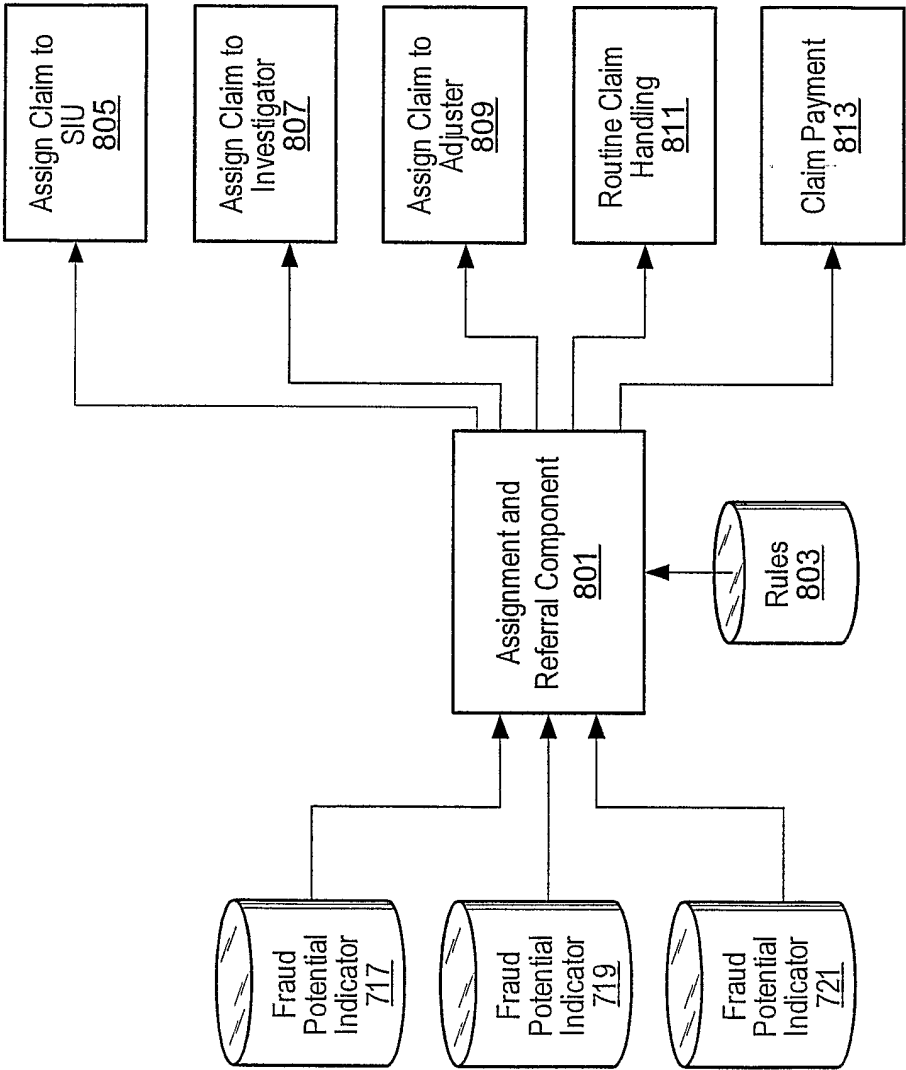 Fraud
Potential
Indicator
717
Fraud
Potential
Indicator
719
Fraud
Potential
Indicator
721
Assignment and
Referral Component
801
Rules
803
Assign Claim to
SIU
805
Assign Claim to
Investigator
807
Assign Claim to
Adjuster
809
Routine Claim
Handling
811
Claim Payment
813